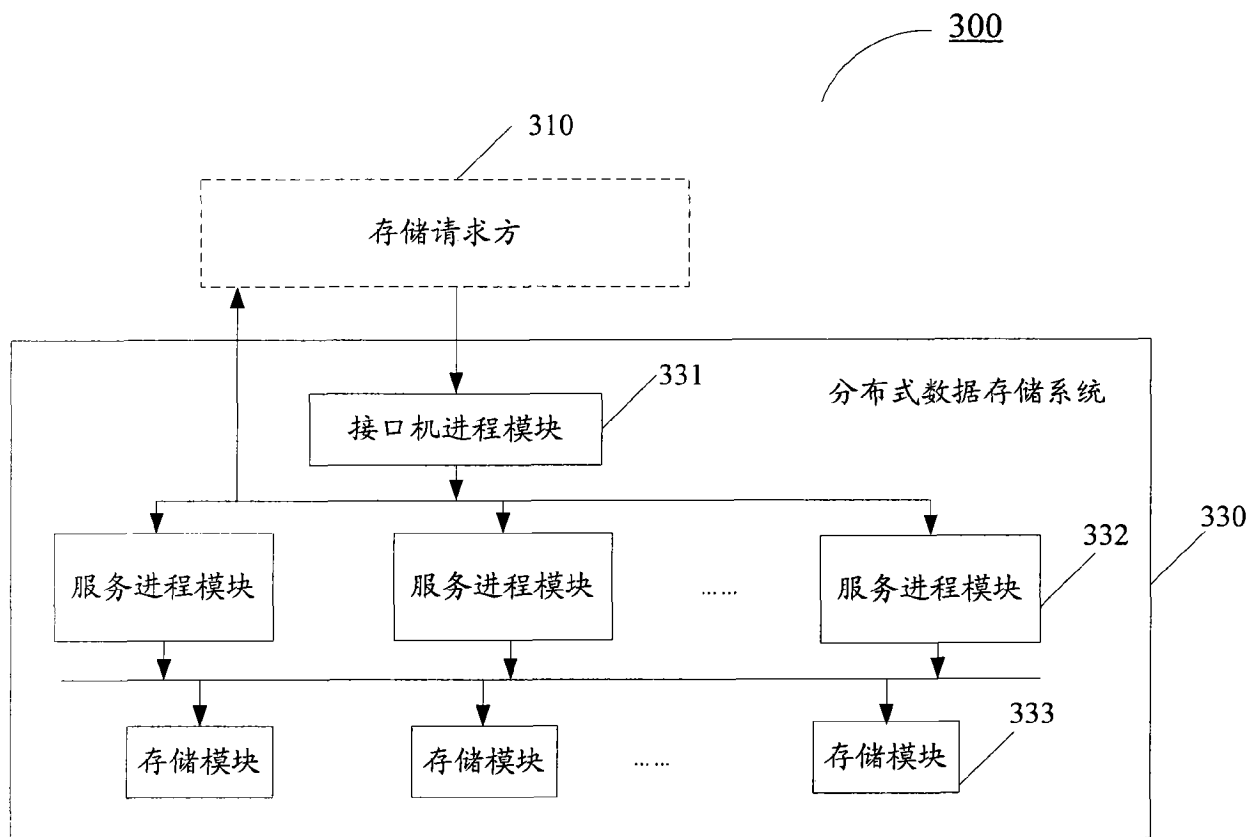 300
310
存储请求方
331
分布式数据存储系统
接口机进程模块
330
332
服务进程模块
服务进程模块
……
服务进程模块
333
存储模块
存储模块
……
存储模块